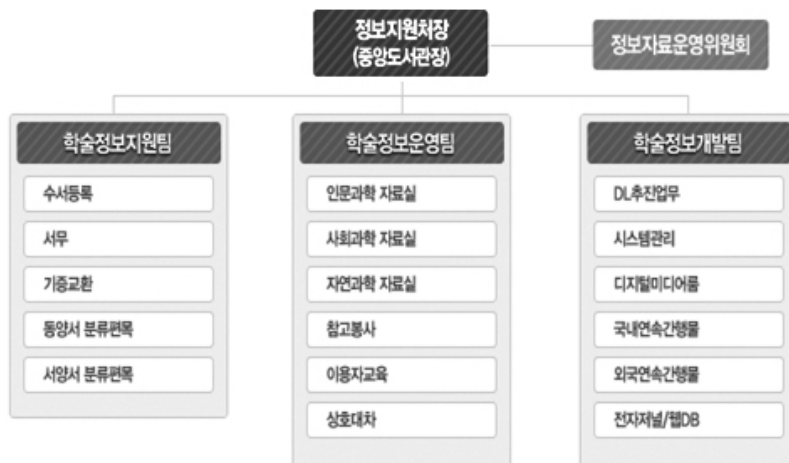 정보지원처장
(중앙도서관장)
정보자료운영위원회
학술정보지원팀
수서등록
서무
기증교환
동양서 분류편목
서양서 분류편목
학술정보운영팀
인문과학 자료실
사회과학 자료실
자연과학 자료실
참고봉사
이용자교육
상호대차
학술정보개발팀
DL추진업무
시스템관리
디지털미디어룸
국내연속간행물
외국연속간행물
전자저널/웹DB